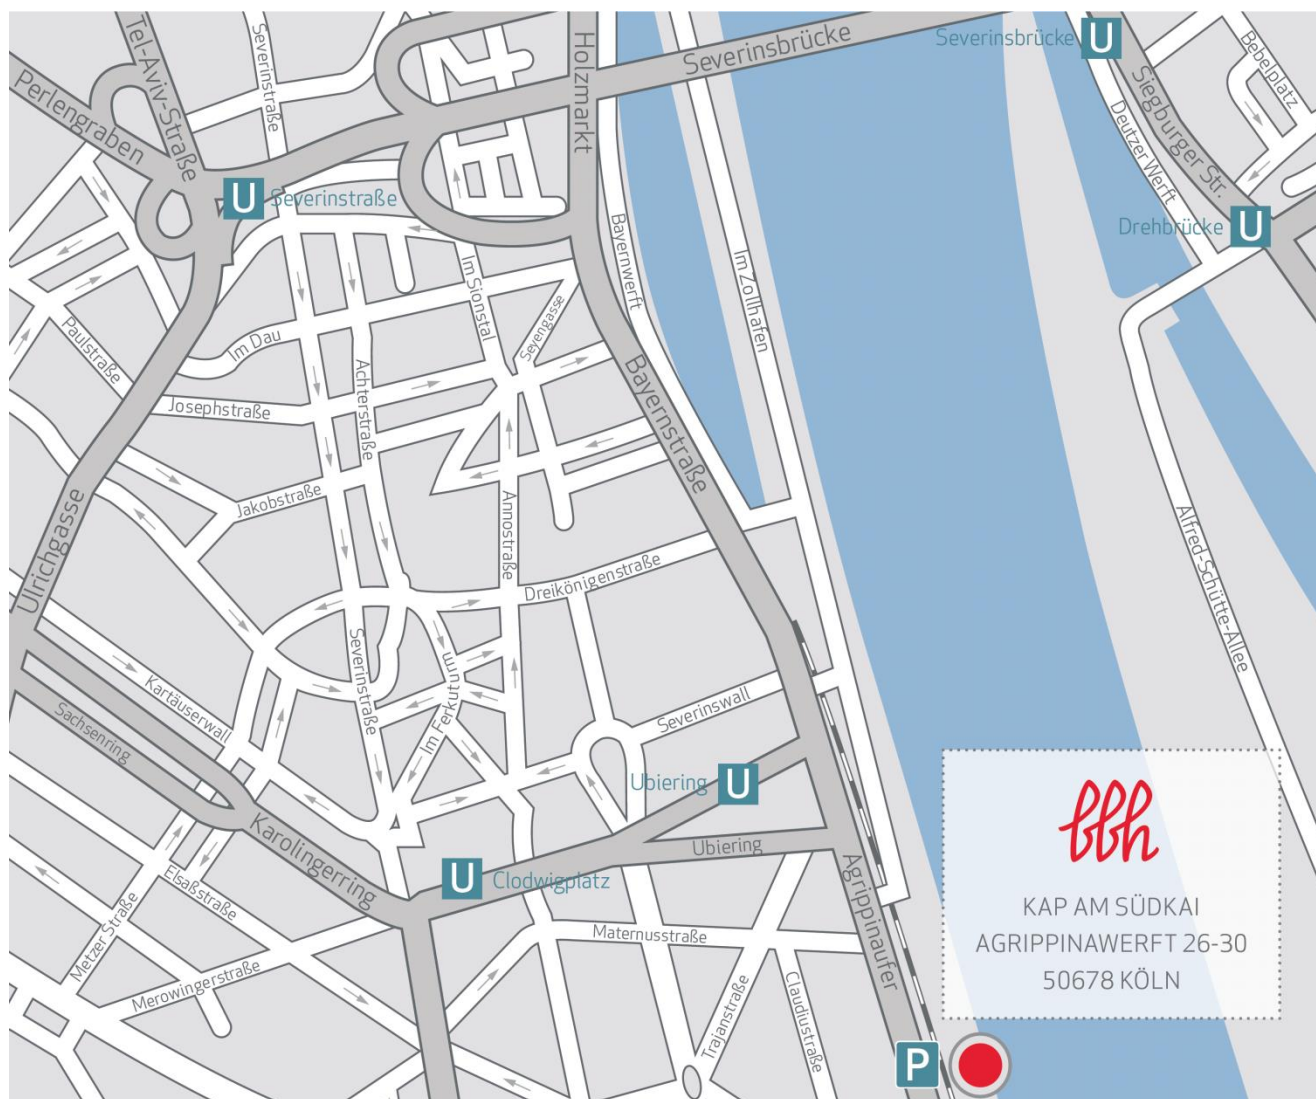 Tel-Aviv-Straße
Severinstraße
Holzmarkt
Severinsbrücke
Severinsbrücke
U
Bebelplatz
Perlengraben
Siegburger Str.
Deutzer Werft
U
Severinstraße
Drehbrücke
U
Bayernwerft
Im Zollhafen
Im Sionstal
Im Dau
Seyengasse
Paulstraße
Achterstraße
Josephstraße
Bayernstraße
Jakobstraße
Annostraße
Ulrichgasse
Dreikönigenstraße
Alfred-Schütte-Allee
Severinstraße
Kartäuserwall
Im Ferkulum
Severinswall
Sachsenring
Ubiering
U
Karolingerring
Ubiering
U
Clodwigplatz
Agrippinaufer
Elsaßstraße
Metzer Straße
Maternusstraße
Merowingerstraße
Trajanstraße
Claudiustraße
bbh
KAP AM SÜDKAI
AGRIPPINAWERFT 26-30
50678 KÖLN
P